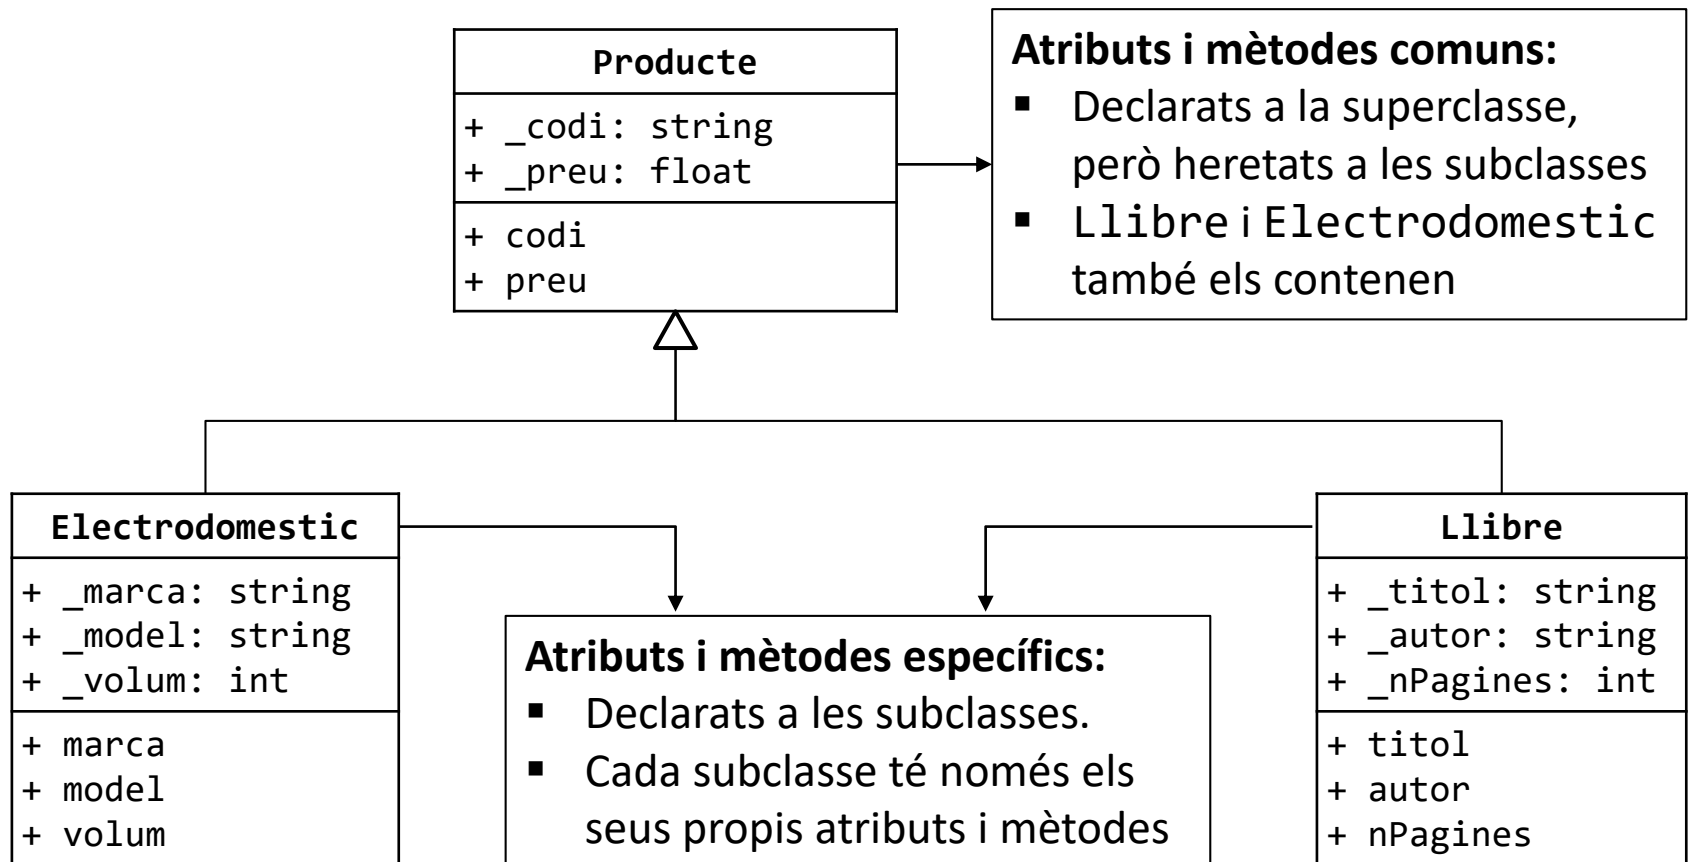 Producte
+ _codi: string
+ _preu: float
+ codi
+ preu
Atributs i mètodes comuns:
▪ Declarats a la superclasse,
però heretats a les subclasses
▪ Llibre i Electrodomestic
també els contenen
Electrodomestic
+ _marca: string
+ _model: string
+ _volum: int
+ marca
+ model
+ volum
Atributs i mètodes específics:
▪ Declarats a les subclasses.
▪ Cada subclasse té només els
seus propis atributs i mètodes
Llibre
+ _titol: string
+ _autor: string
+ _nPagines: int
+ titol
+ autor
+ nPagines